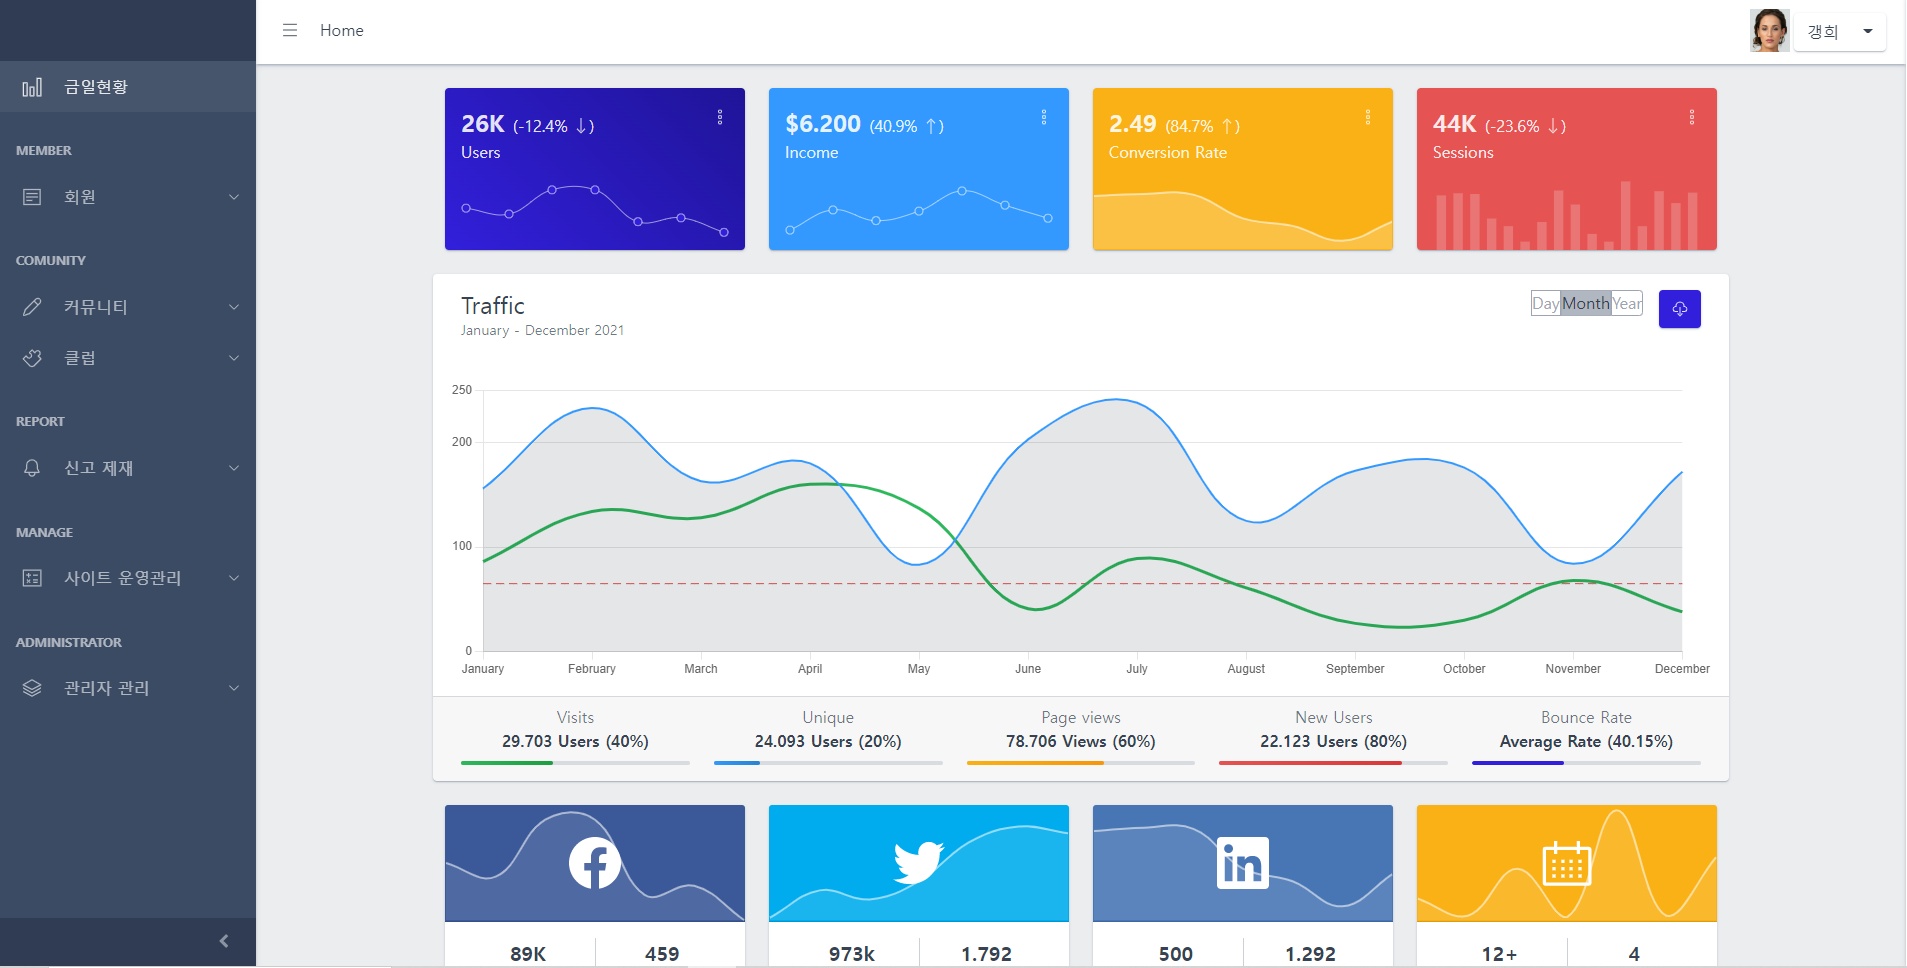 Home
갱희
금일현황
MEMBER
회원
COMUNITY
커뮤니티
클럽
REPORT
신고 제재
MANAGE
사이트 운영관리
ADMINISTRATOR
관리자 관리
26K (-12.4% ↓)
Users
$6.200 (40.9% ↑)
Income
2.49 (84.7% ↑)
Conversion Rate
44K (-23.6% ↓)
Sessions
Traffic
January - December 2021
Day Month Year
250
200
100
0
January February March April May June July August September October November December
Visits
29.703 Users (40%)
Unique
24.093 Users (20%)
Page views
78.706 Views (60%)
New Users
22.123 Users (80%)
Bounce Rate
Average Rate (40.15%)
in
89K 459
973k 1.792
500 1.292
12+ 4